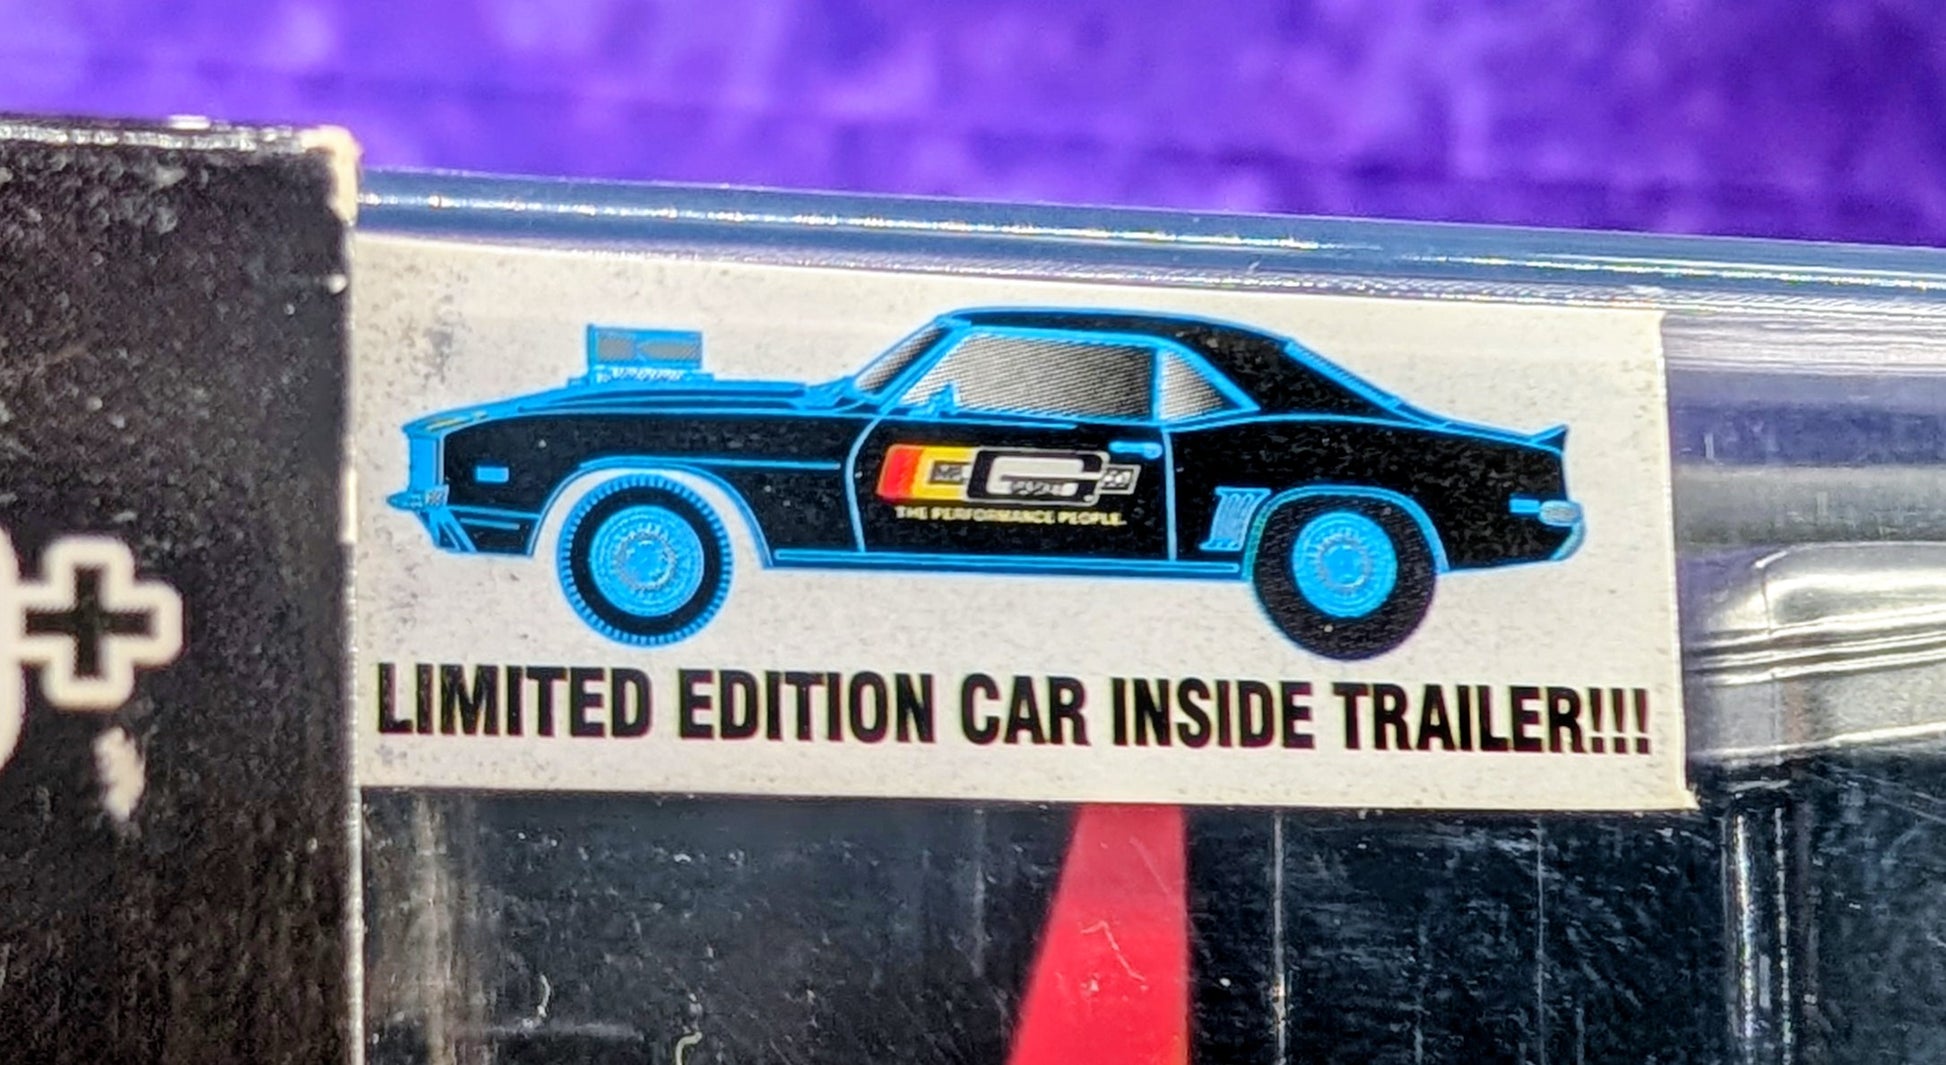 THE PERFORMANCE PEOPLE.
LIMITED EDITION CAR INSIDE TRAILER!!!
+